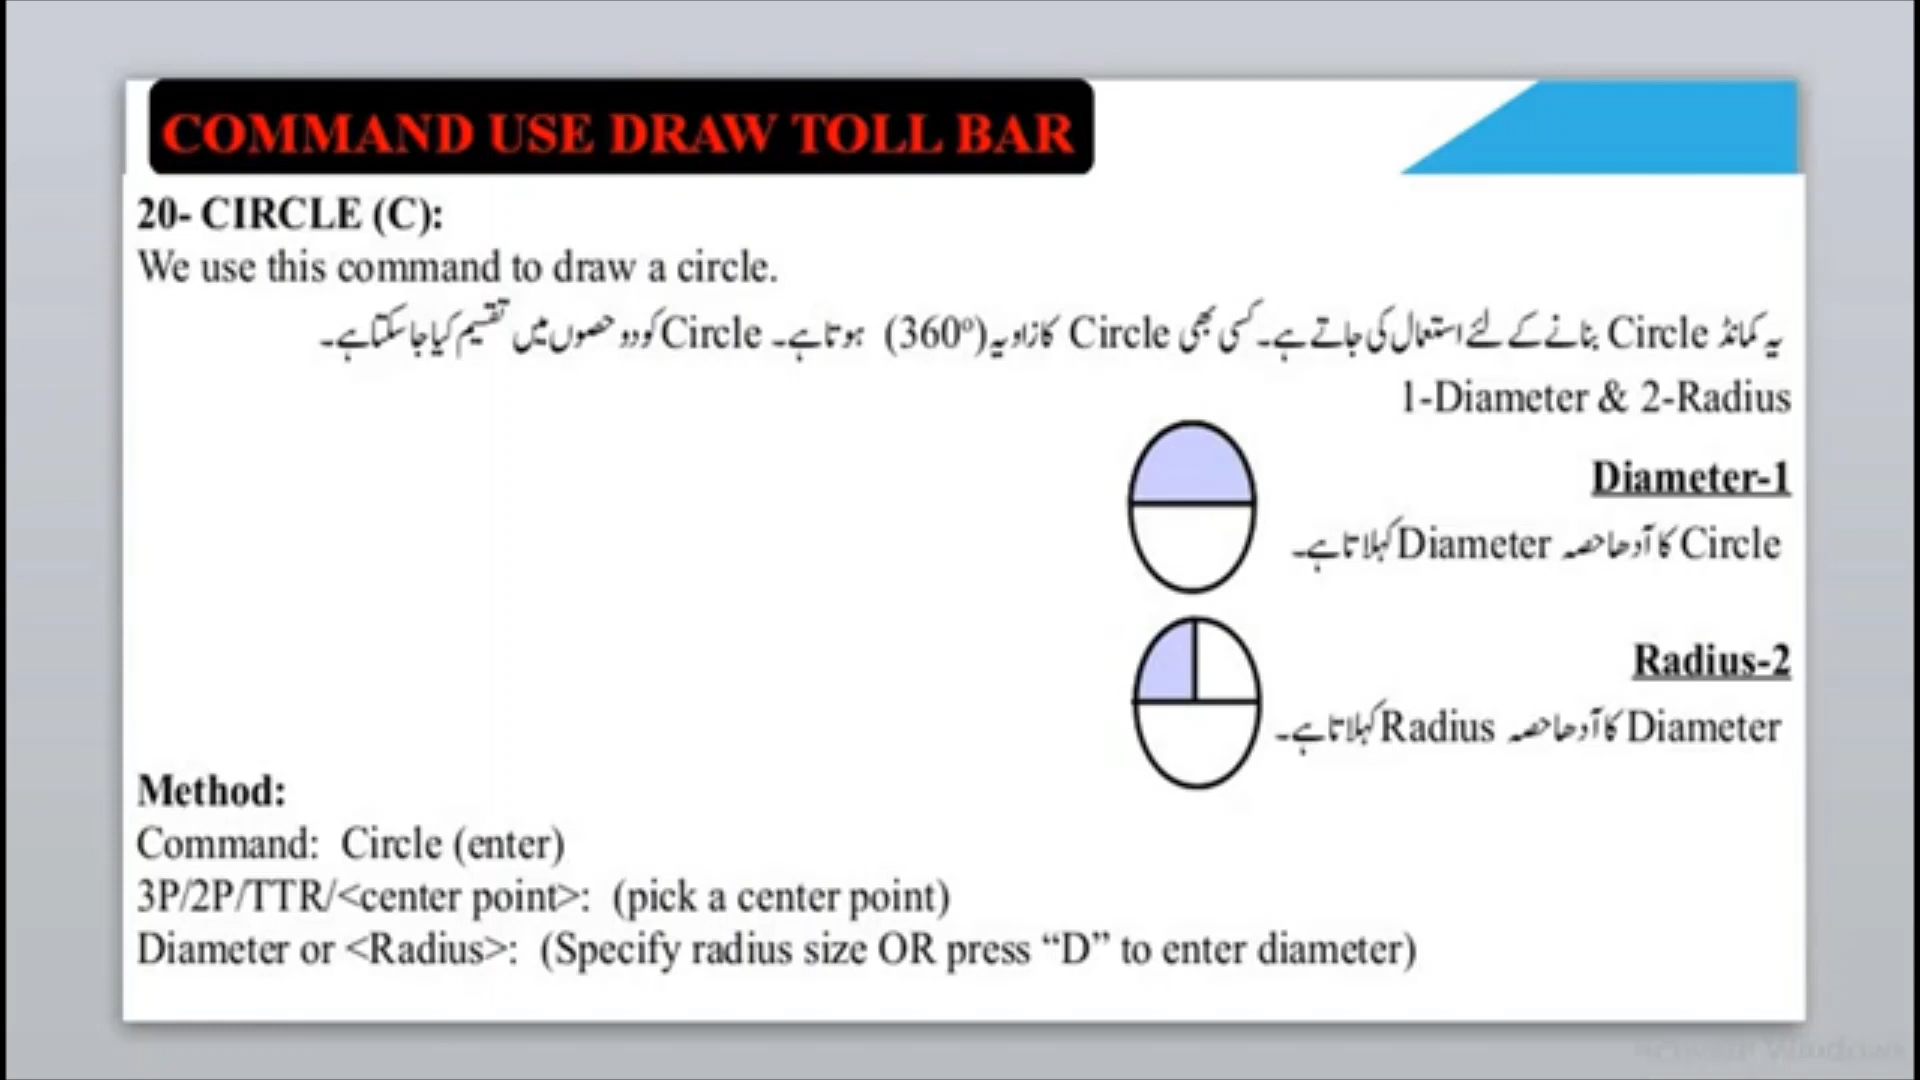 COMMAND USE DRAW TOLL BAR
20- CIRCLE (C):
We use this command to draw a circle.
یہ کمانڈ Circle بنانے کے لئے استعمال کی جاتے ہے۔ کسی بھی Circle کا زاویہ (360º) ہوتا ہے۔ Circle کو دو حصوں میں تقسیم کیا جا سکتا ہے۔
1-Diameter & 2-Radius
Diameter-1
Circle کا آدھا حصہ Diameter کہلاتا ہے۔
Radius-2
Diameter کا آدھا حصہ Radius کہلاتا ہے۔
Method:
Command: Circle (enter)
3P/2P/TTR/<center point>: (pick a center point)
Diameter or <Radius>: (Specify radius size OR press “D” to enter diameter)